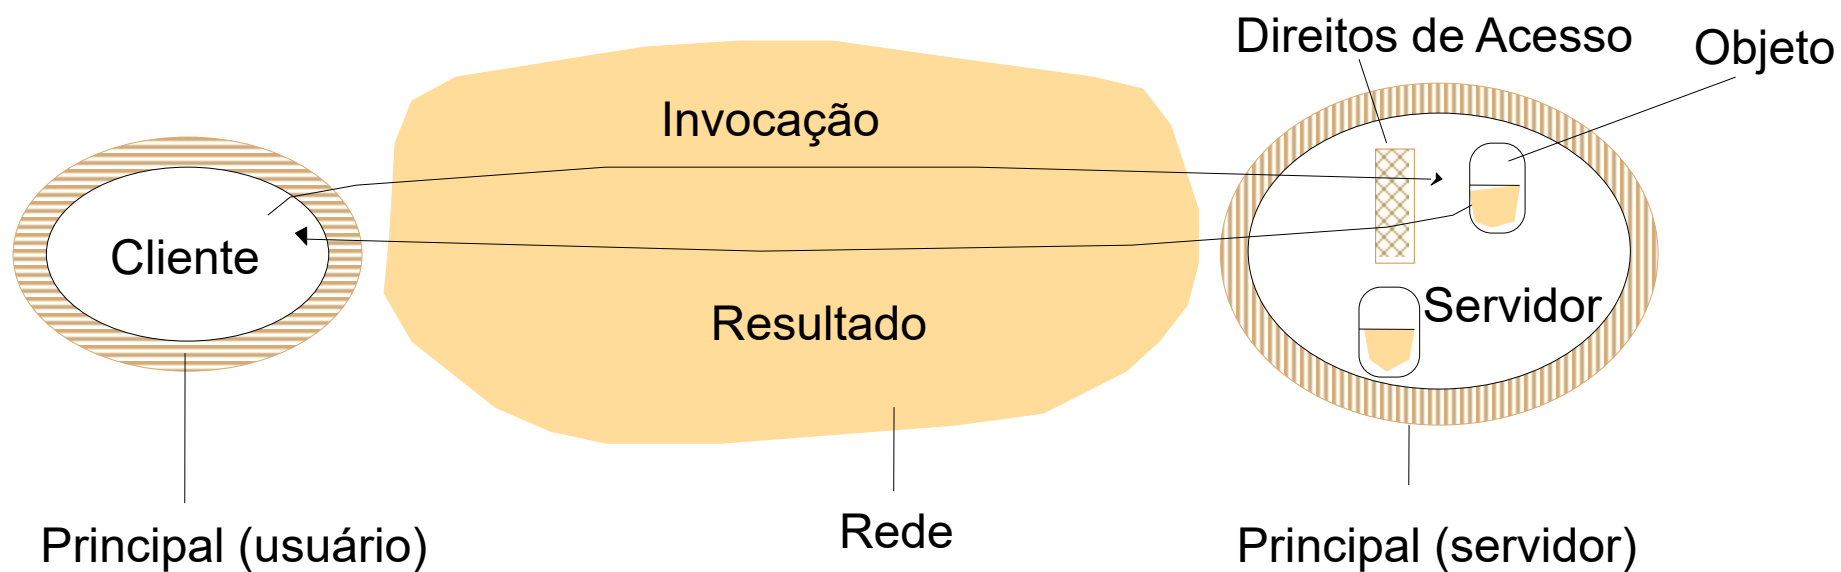 Direitos de Acesso
Objeto
Invocação
Cliente
Resultado
Servidor
Rede
Principal (usuário)
Principal (servidor)